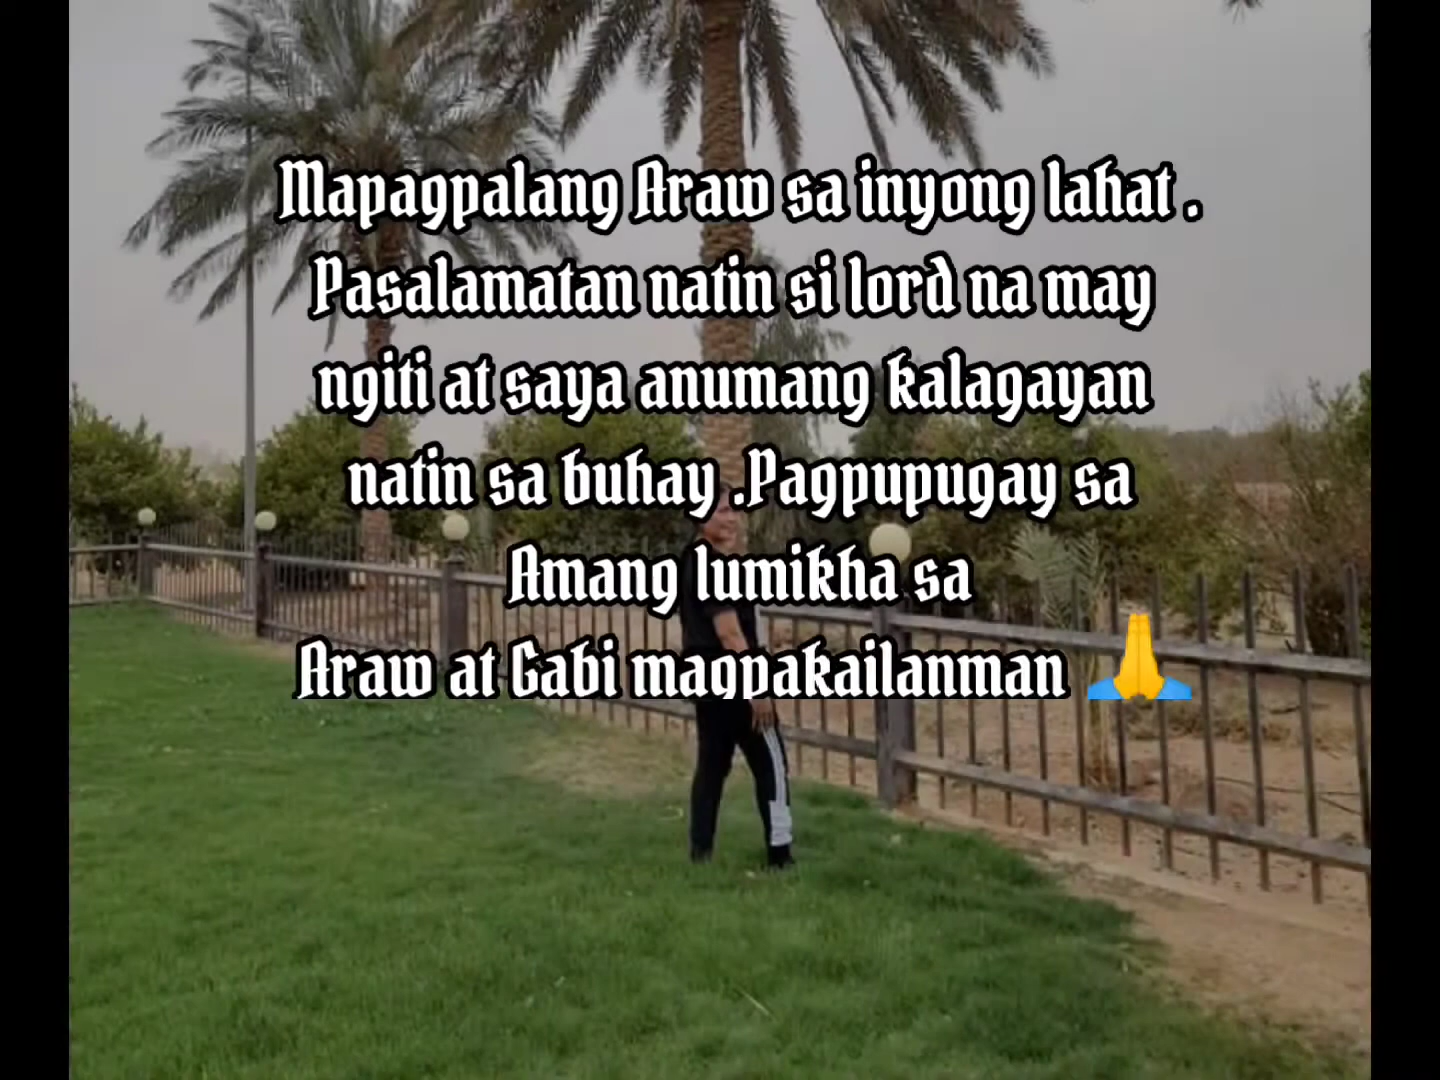 Mapagpalang Araw sa inyong lahat .
Pasalamatan natin si lord na may
ngiti at saya anumang kalagayan
natin sa buhay .Pagpupugay sa
Amang lumikha sa
Araw at Gabi magpakailanman 🙏